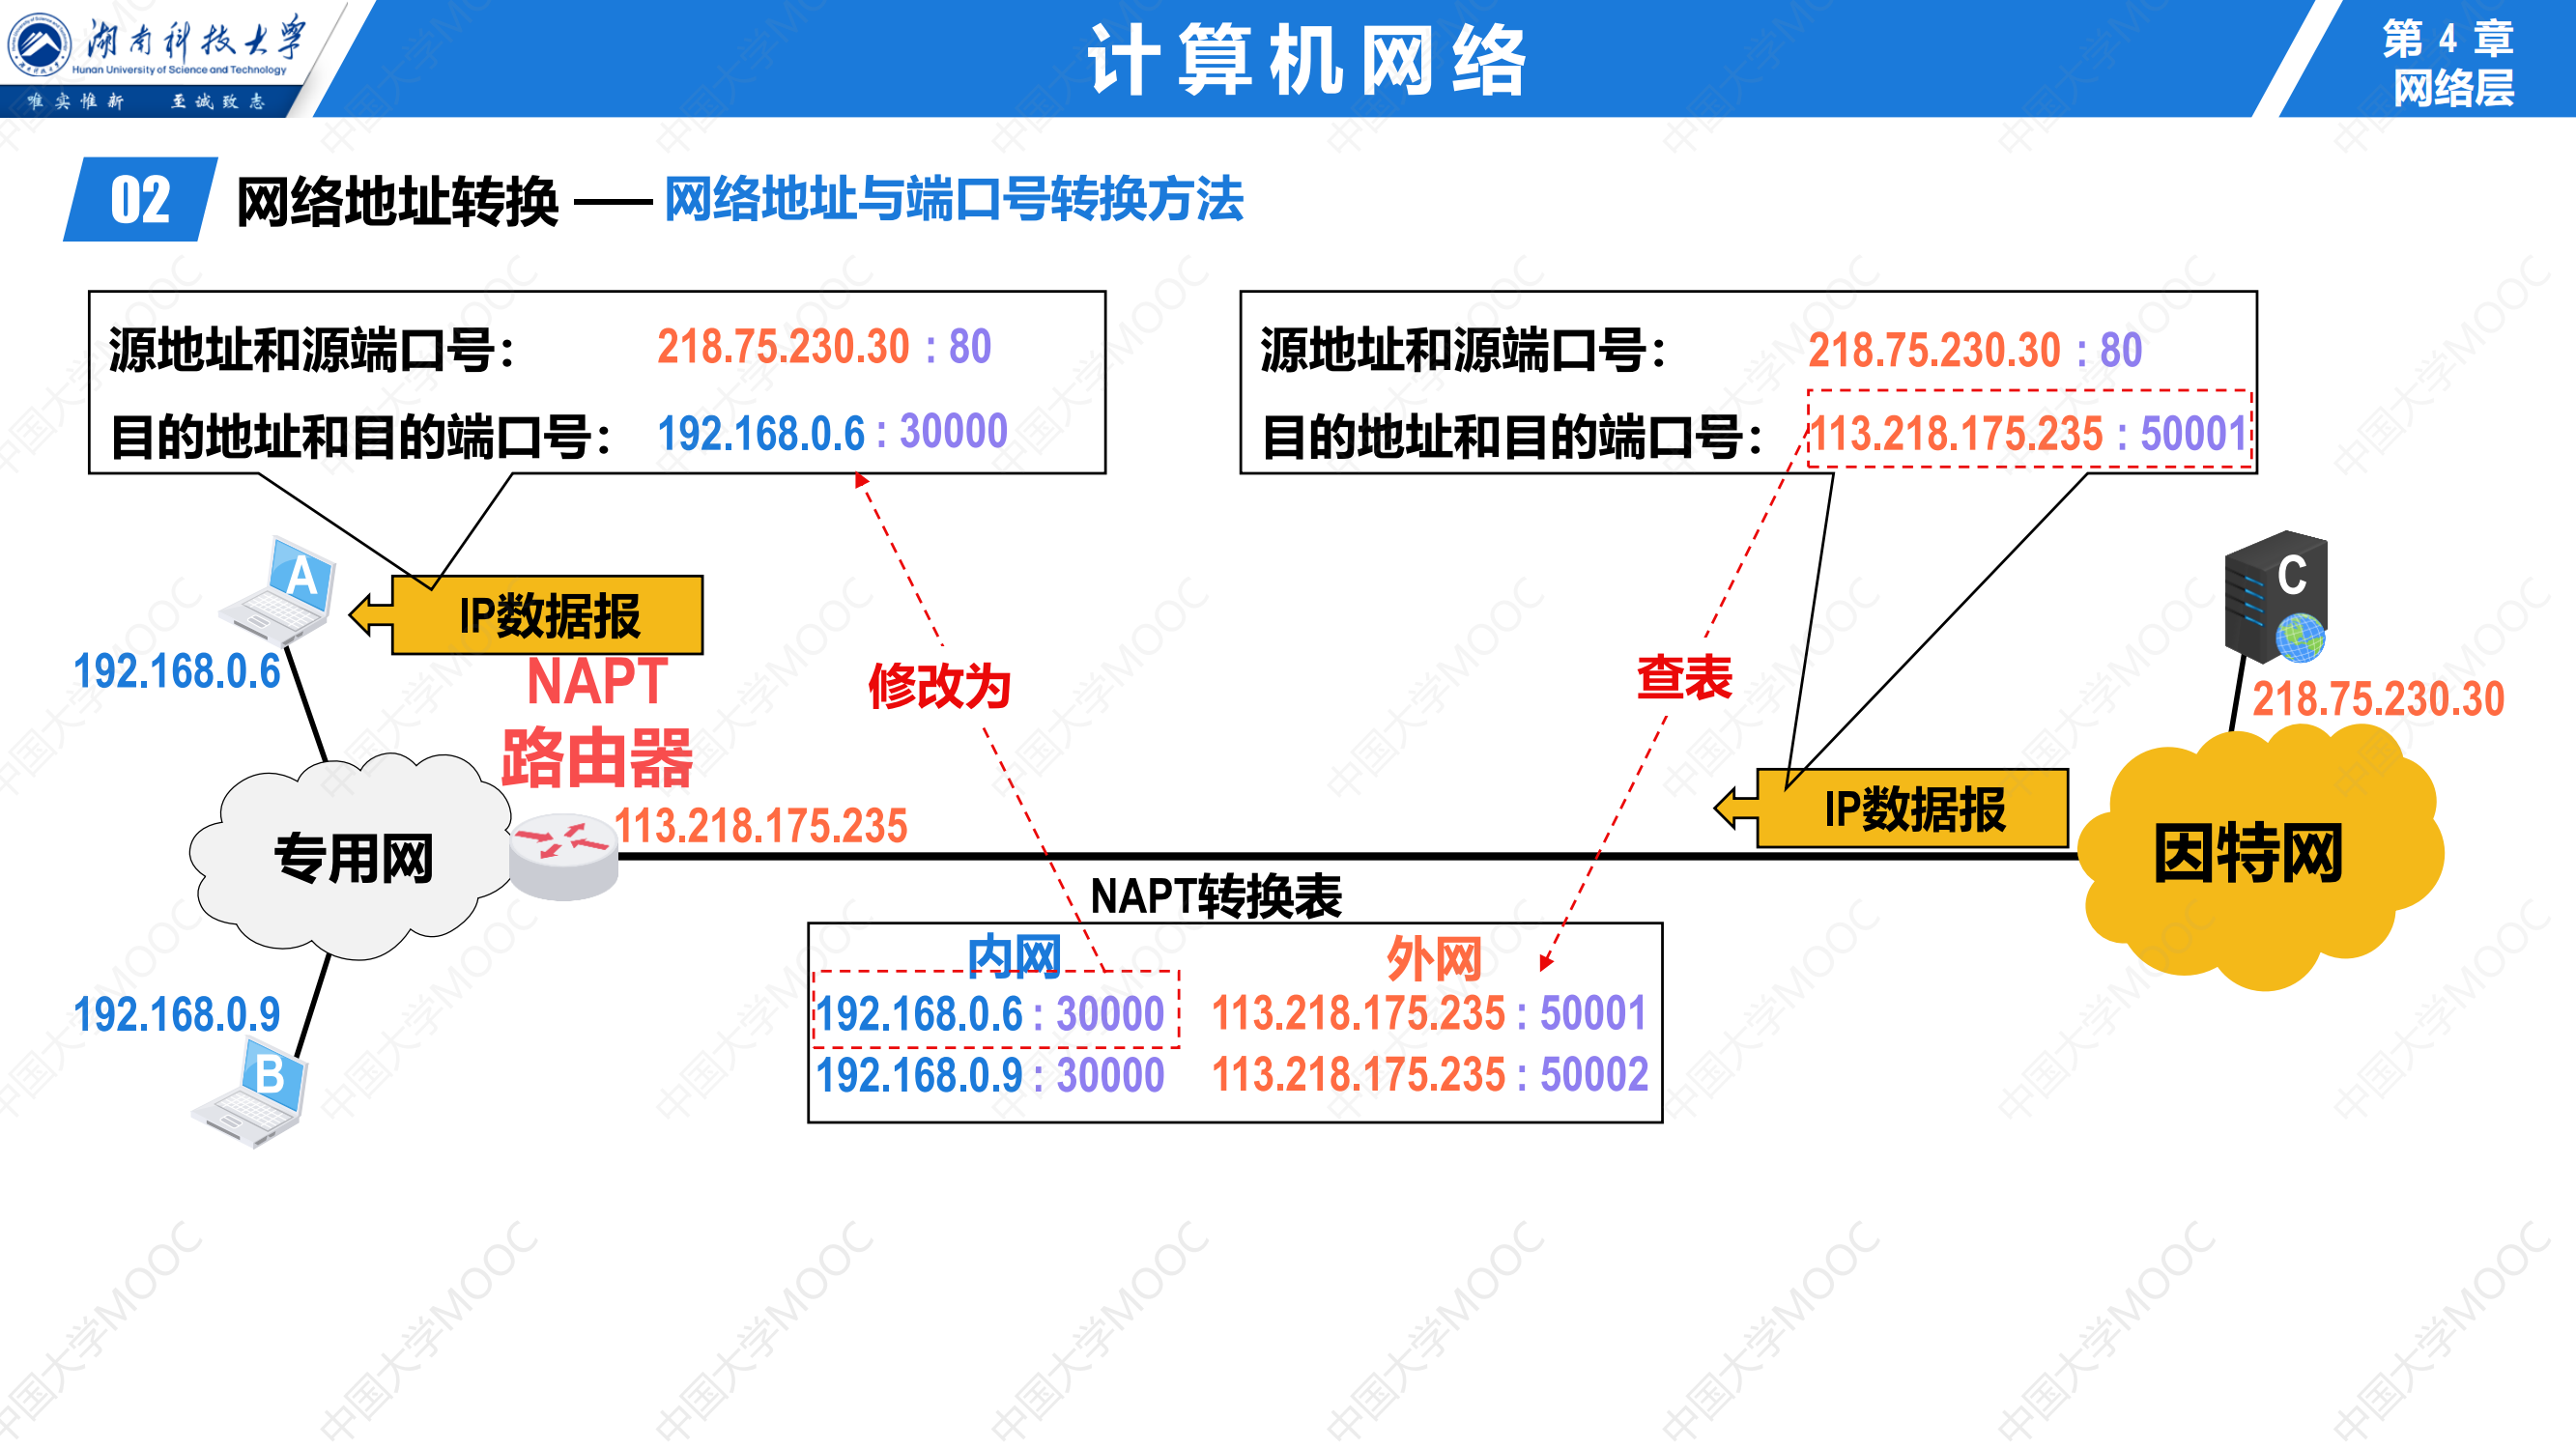 湖南科技大学
Hunan University of Science and Technology
唯实惟新 至诚致志
计算机网络
第 4 章
网络层
02
网络地址转换 —— 网络地址与端口号转换方法
源地址和源端口号： 218.75.230.30 : 80
目的地址和目的端口号： 192.168.0.6 : 30000
源地址和源端口号： 218.75.230.30 : 80
目的地址和目的端口号： 113.218.175.235 : 50001
A
IP数据报
C
192.168.0.6
NAPT
路由器
修改为
查表
218.75.230.30
113.218.175.235
IP数据报
专用网
因特网
NAPT转换表
内网 外网
192.168.0.6 : 30000 113.218.175.235 : 50001
192.168.0.9 : 30000 113.218.175.235 : 50002
192.168.0.9
B
中国大学MOOC